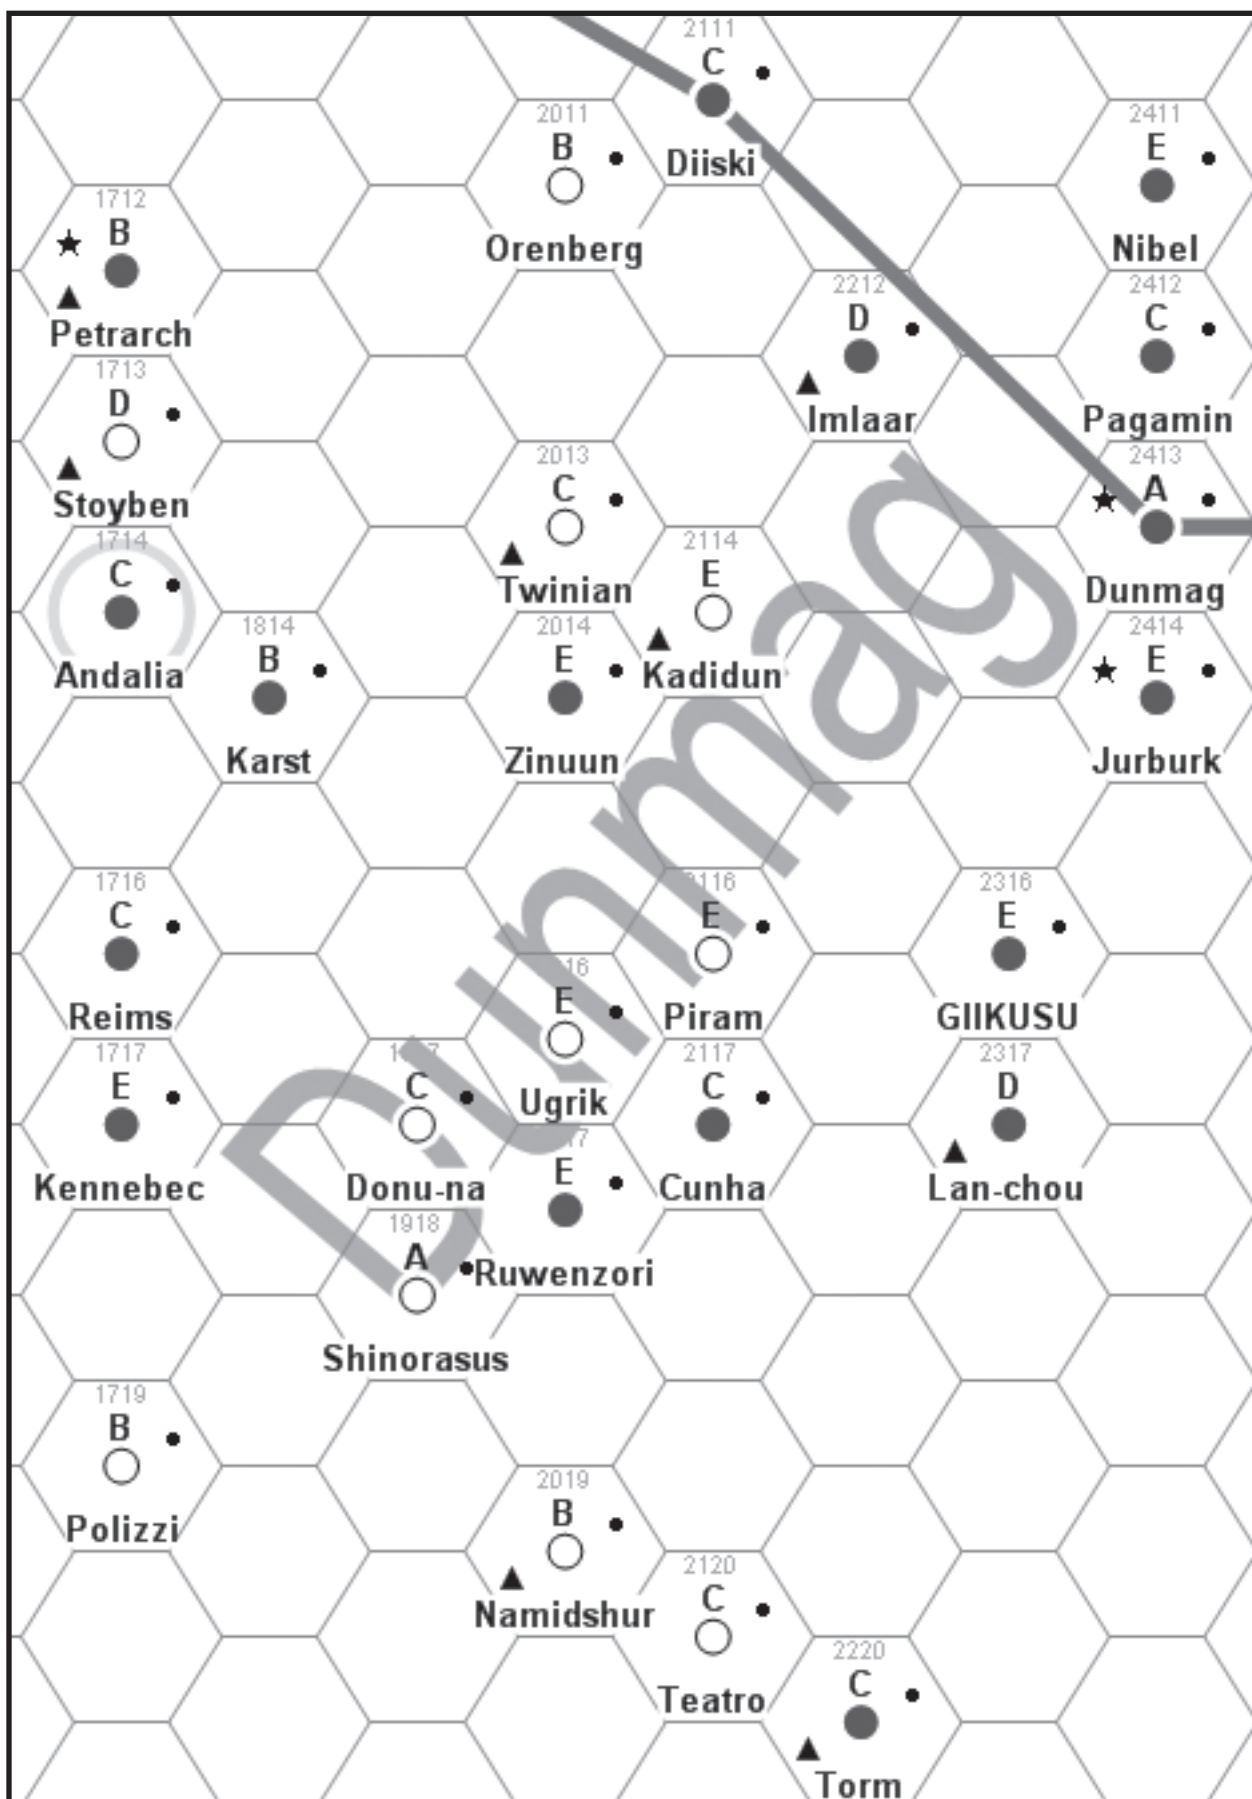 2111
C
Diiski
2011
B
Orenberg
2411
E
Nibel
1712
B
Petrarch
2212
D
Imlaar
2412
C
Pagamin
1713
D
Stoyben
2013
C
Twinian
2413
A
Dunmag
1714
C
Andalia
2114
E
Kadidun
1814
B
Karst
2014
E
Zinuun
2414
E
Jurburk
Dunmag
1716
C
Reims
2116
E
Piram
2316
E
GIIKUSU
16
E
Ugrik
1717
E
Kennebec
C
Donu-na
2117
C
Cunha
2317
D
Lan-chou
E
Ruwenzori
1918
A
Shinorasus
1719
B
Polizzi
2019
B
Namidshur
2120
C
Teatro
2220
C
Torm